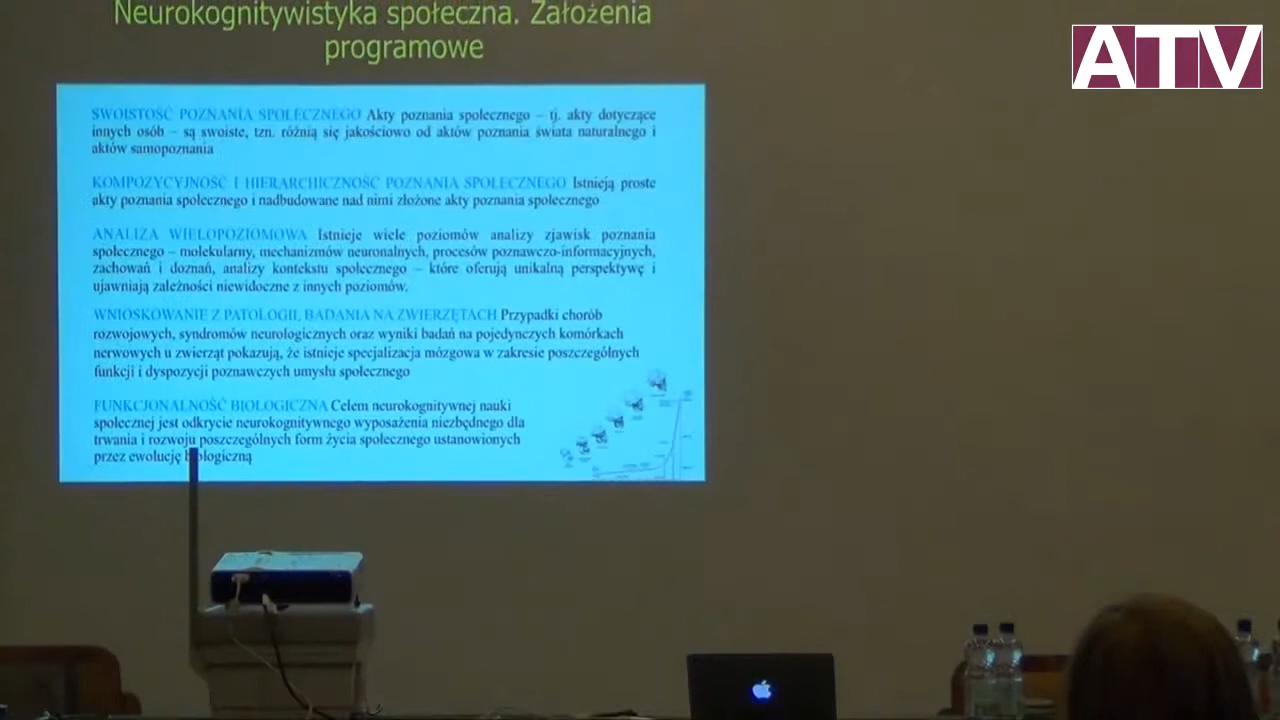 Neurokognitywistyka społeczna. Założenia
programowe
ATV
SWOISTOŚĆ POZNANIA SPOŁECZNEGO Akty poznania społecznego – tj. akty dotyczące
innych osób – są swoiste, tzn. różnią się jakościowo od aktów poznania świata naturalnego i
aktów samopoznania
KOMPOZYCYJNOŚĆ I HIERARCHICZNOŚĆ POZNANIA SPOŁECZNEGO Istnieją proste
akty poznania społecznego i nadbudowane nad nimi złożone akty poznania społecznego
ANALIZA WIELOPOZIOMOWA Istnieje wiele poziomów analizy zjawisk poznania
społecznego – molekularny, mechanizmów neuronalnych, procesów poznawczo-informacyjnych,
zachowań i doznań, analizy kontekstu społecznego – które oferują unikalną perspektywę i
ujawniają zależności niewidoczne z innych poziomów.
WNIOSKOWANIE Z PATOLOGII, BADANIA NA ZWIERZĘTACH Przypadki chorób
rozwojowych, syndromów neurologicznych oraz wyniki badań na pojedynczych komórkach
nerwowych u zwierząt pokazują, że istnieje specjalizacja mózgowa w zakresie poszczególnych
funkcji i dyspozycji poznawczych umysłu społecznego
FUNKCJONALNOŚĆ BIOLOGICZNA Celem neurokognitywnej nauki
społecznej jest odkrycie neurokognitywnego wyposażenia niezbędnego dla
trwania i rozwoju poszczególnych form życia społecznego ustanowionych
przez ewolucję biologiczną